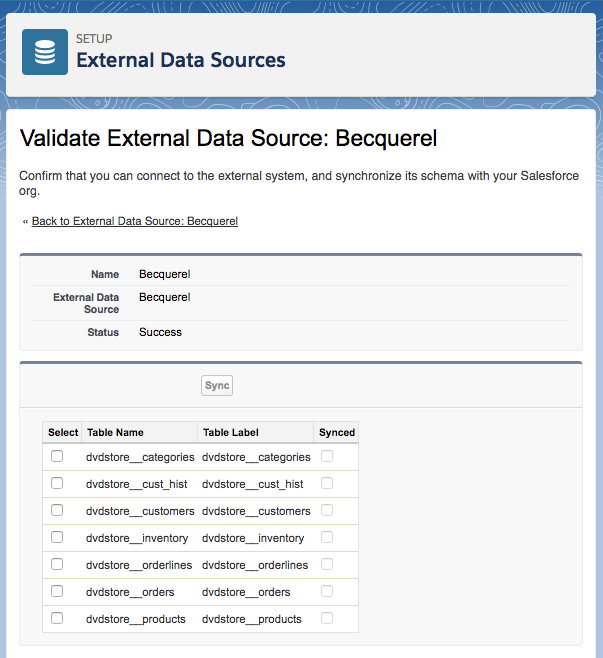 SETUP
External Data Sources
Validate External Data Source: Becquerel
Confirm that you can connect to the external system, and synchronize its schema with your Salesforce
org.
« Back to External Data Source: Becquerel
Name Becquerel
External Data Becquerel
Source
Status Success
Sync
Select Table Name Table Label Synced
dvdstore__categories dvdstore__categories
dvdstore__cust_hist dvdstore__cust_hist
dvdstore__customers dvdstore__customers
dvdstore__inventory dvdstore__inventory
dvdstore__orderlines dvdstore__orderlines
dvdstore__orders dvdstore__orders
dvdstore__products dvdstore__products